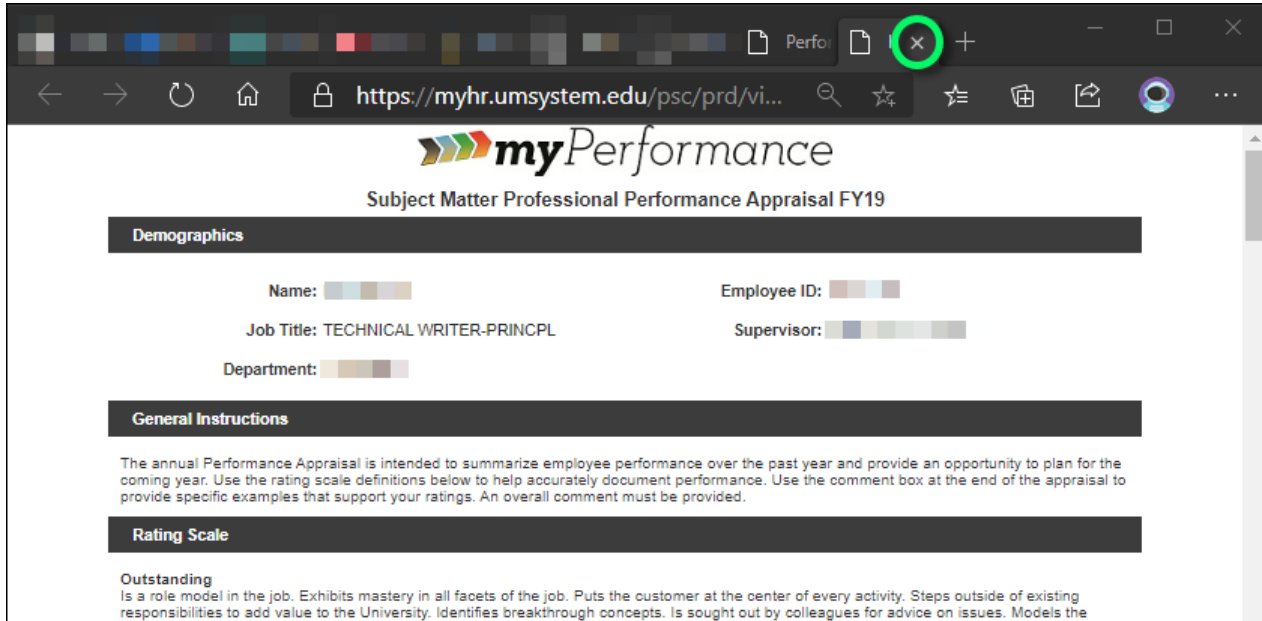 Perfor
https://myhr.umsystem.edu/psc/prd/vi...
myPerformance
Subject Matter Professional Performance Appraisal FY19
Demographics
Name: Employee ID:
Job Title: TECHNICAL WRITER-PRINCPL Supervisor:
Department:
General Instructions
The annual Performance Appraisal is intended to summarize employee performance over the past year and provide an opportunity to plan for the
coming year. Use the rating scale definitions below to help accurately document performance. Use the comment box at the end of the appraisal to
provide specific examples that support your ratings. An overall comment must be provided.
Rating Scale
Outstanding
Is a role model in the job. Exhibits mastery in all facets of the job. Puts the customer at the center of every activity. Steps outside of existing
responsibilities to add value to the University. Identifies breakthrough concepts. Is sought out by colleagues for advice on issues. Models the